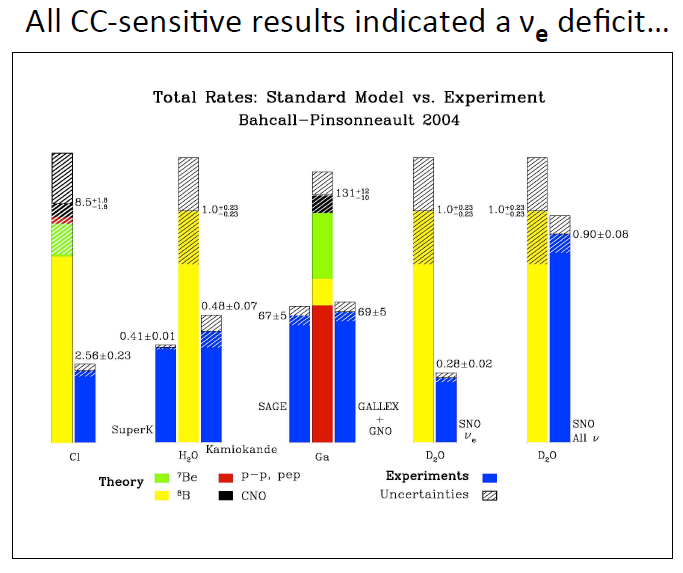 All CC-sensitive results indicated a νe deficit...
Total Rates: Standard Model vs. Experiment
Bahcall-Pinsonneault 2004
8.5+1.8−1.8
1.0+0.23−0.23
131+12−10
1.0+0.23−0.23
1.0+0.23−0.23
0.90±0.08
2.56±0.23
0.41±0.01
0.48±0.07
67±5
69±5
0.28±0.02
SuperK
Kamiokande
SAGE
GALLEX
+
GNO
SNO
νe
SNO
All ν
Cl
H2O
Ga
D2O
D2O
Theory
7Be
p-p, pep
8B
CNO
Experiments
Uncertainties